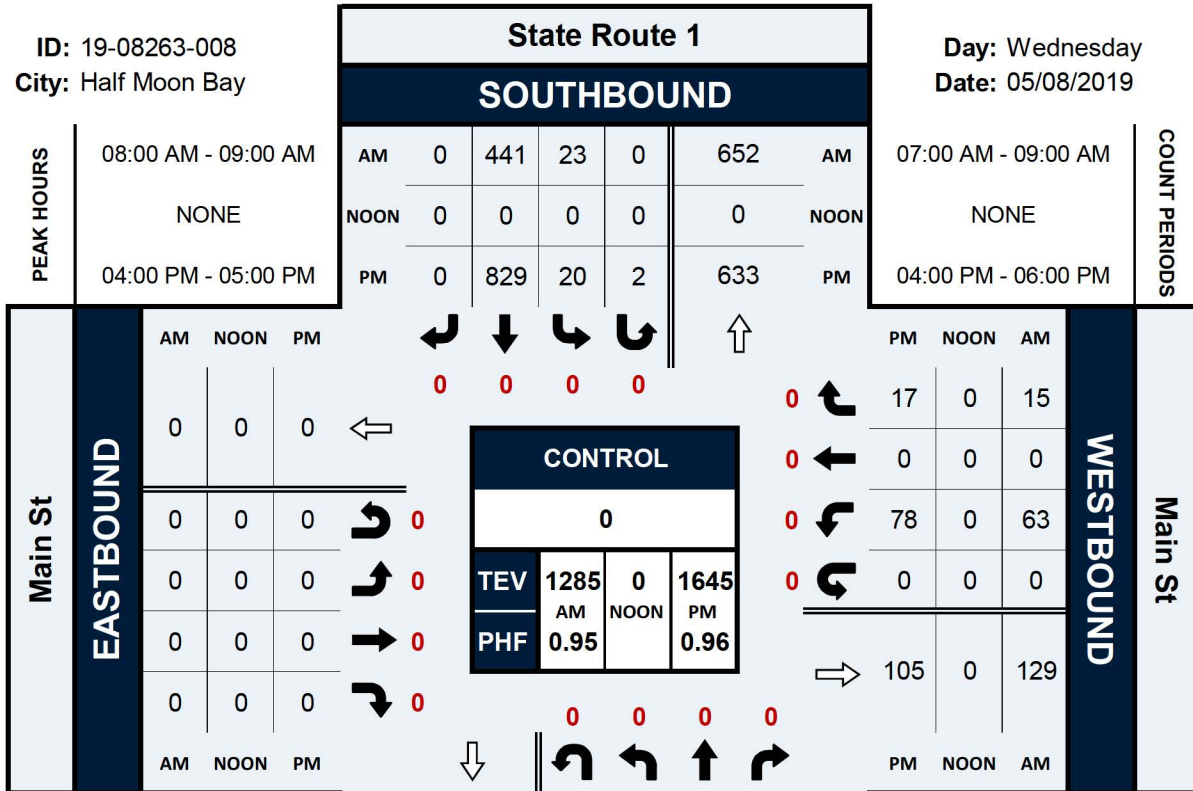 ID: 19-08263-008
City: Half Moon Bay
State Route 1
SOUTHBOUND
Day: Wednesday
Date: 05/08/2019
PEAK HOURS
08:00 AM - 09:00 AM
NONE
04:00 PM - 05:00 PM
AM 0 441 23 0 652 AM
NOON 0 0 0 0 0 NOON
PM 0 829 20 2 633 PM
07:00 AM - 09:00 AM
NONE
04:00 PM - 06:00 PM
COUNT PERIODS
0 0 0 0
Main St
EASTBOUND
AM NOON PM
0 0 0
0 0 0 0
0 0 0 0
0 0 0 0
0 0 0 0
AM NOON PM
CONTROL
0
TEV 1285 0 1645
AM NOON PM
PHF 0.95 0.96
PM NOON AM
0 17 0 15
0 0 0 0
0 78 0 63
0 0 0 0
105 0 129
PM NOON AM
WESTBOUND
Main St
0 0 0 0